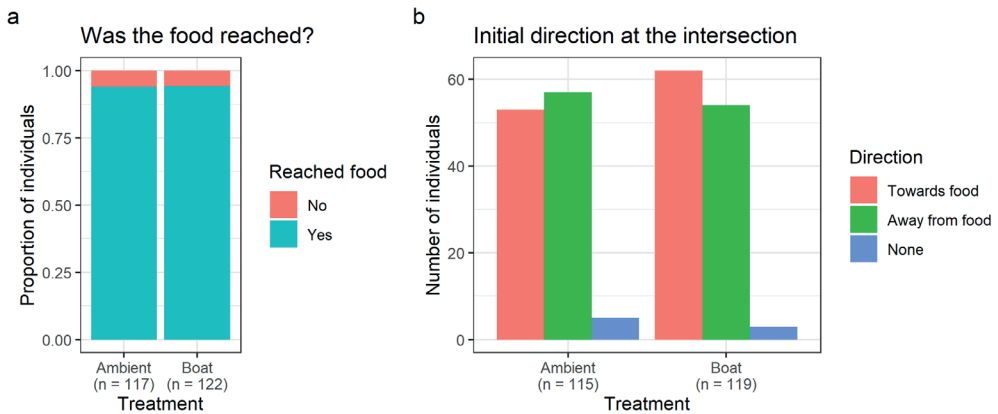 a
Was the food reached?
Proportion of individuals
1.00
0.75
0.50
0.25
0.00
Ambient
(n = 117)
Boat
(n = 122)
Treatment
Reached food
No
Yes
b
Initial direction at the intersection
Number of individuals
60
40
20
0
Ambient
(n = 115)
Boat
(n = 119)
Treatment
Direction
Towards food
Away from food
None